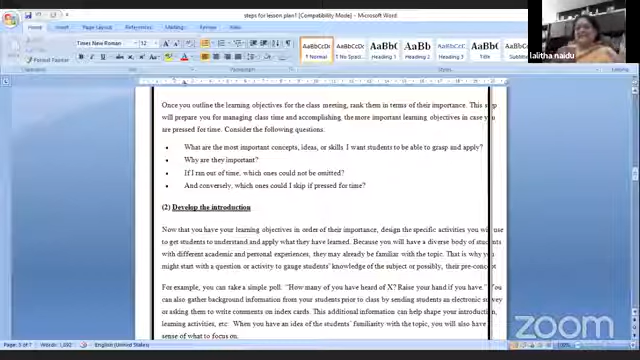 steps for lesson plan1 [Compatibility Mode] - Microsoft Word
Home Insert Page Layout References Mailings Review View
Times New Roman 12
Format Painter
AaBbCcDc AaBbCcDc AaBbC AaBbCc AaBbCcI AaBbC AaBbCcI
¶ Normal ¶ No Spaci... Heading 1 Heading 2 Heading 3 Title Subtitle
lalitha naidu
Once you outline the learning objectives for the class meeting, rank them in terms of their importance. This step
will prepare you for managing class time and accomplishing the more important learning objectives in case you
are pressed for time. Consider the following questions:
• What are the most important concepts, ideas, or skills I want students to be able to grasp and apply?
• Why are they important?
• If I ran out of time, which ones could not be omitted?
• And conversely, which ones could I skip if pressed for time?
(2) Develop the introduction
Now that you have your learning objectives in order of their importance, design the specific activities you will use
to get students to understand and apply what they have learned. Because you will have a diverse body of students
with different academic and personal experiences, they may already be familiar with the topic. That is why you
might start with a question or activity to gauge students' knowledge of the subject or possibly, their pre-concept
For example, you can take a simple poll: "How many of you have heard of X? Raise your hand if you have." You
can also gather background information from your students prior to class by sending students an electronic survey
or asking them to write comments on index cards. This additional information can help shape your introduction,
learning activities, etc. When you have an idea of the students' familiarity with the topic, you will also have a
sense of what to focus on.
zoom
Words: 1,692 English (United States)